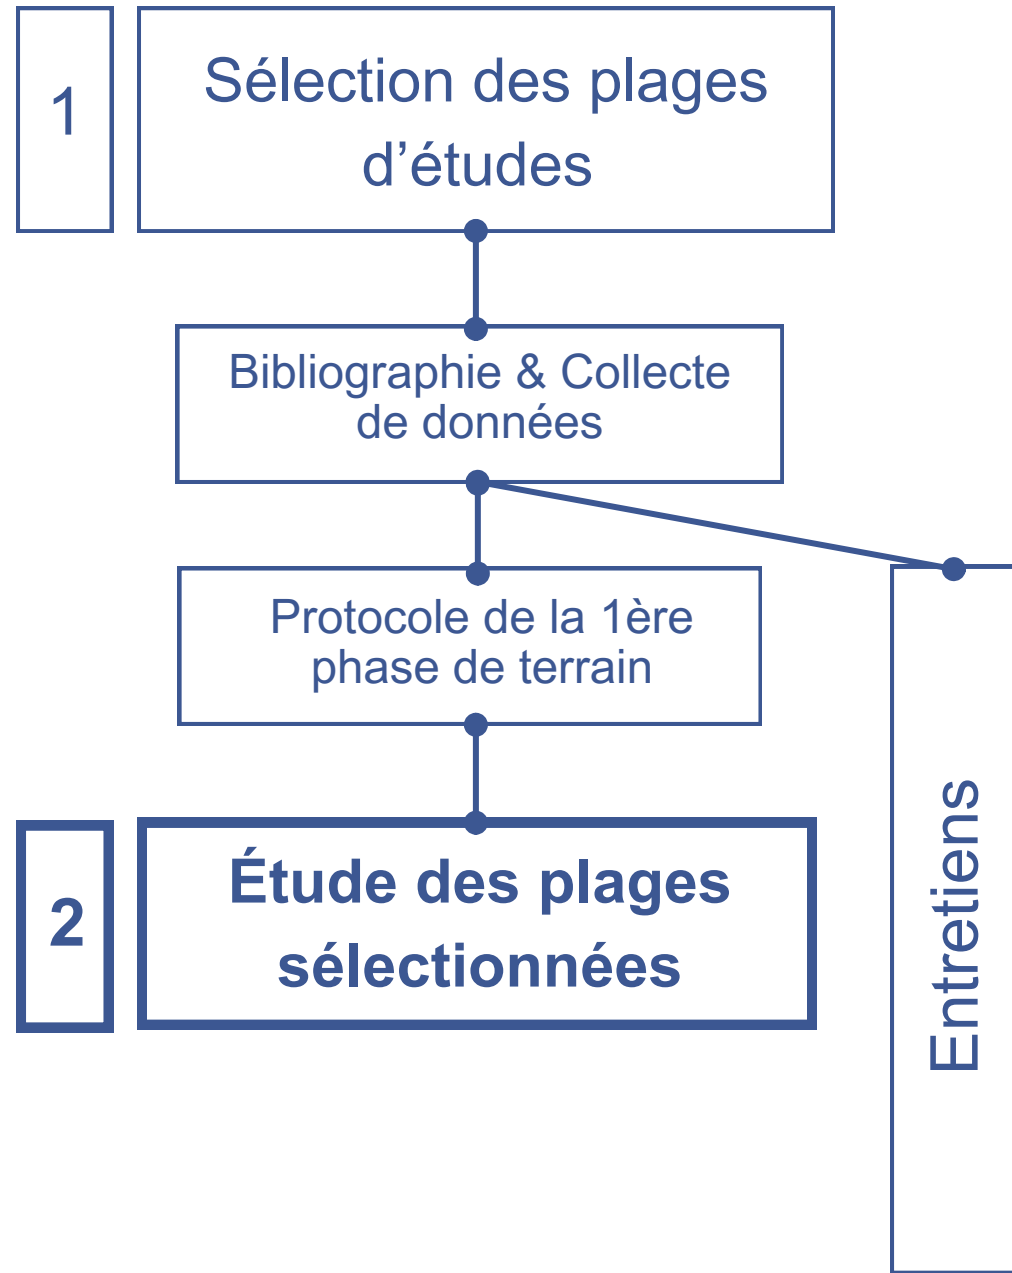 1
Sélection des plages
d’études
Bibliographie & Collecte
de données
Protocole de la 1ère
phase de terrain
2
Étude des plages
sélectionnées
Entretiens